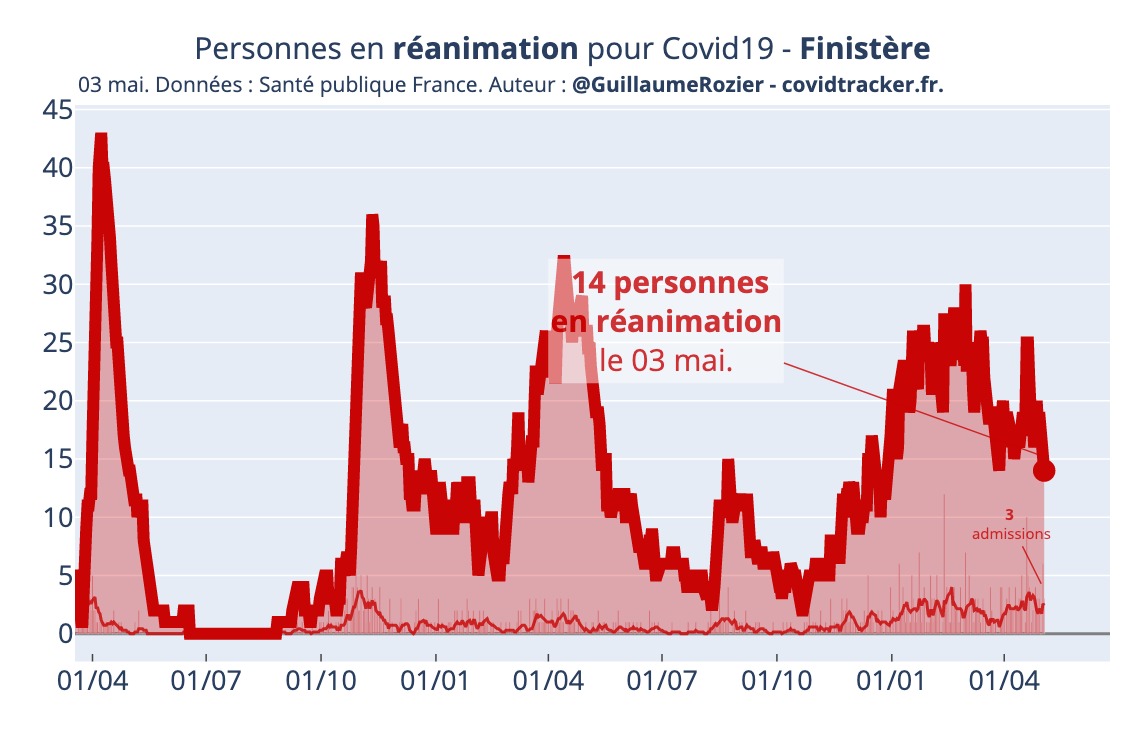 Personnes en réanimation pour Covid19 - Finistère
03 mai. Données : Santé publique France. Auteur : @GuillaumeRozier - covidtracker.fr.
45
40
35
30
25
20
15
10
5
0
14 personnes
en réanimation
le 03 mai.
3
admissions
01/04 01/07 01/10 01/01 01/04 01/07 01/10 01/01 01/04